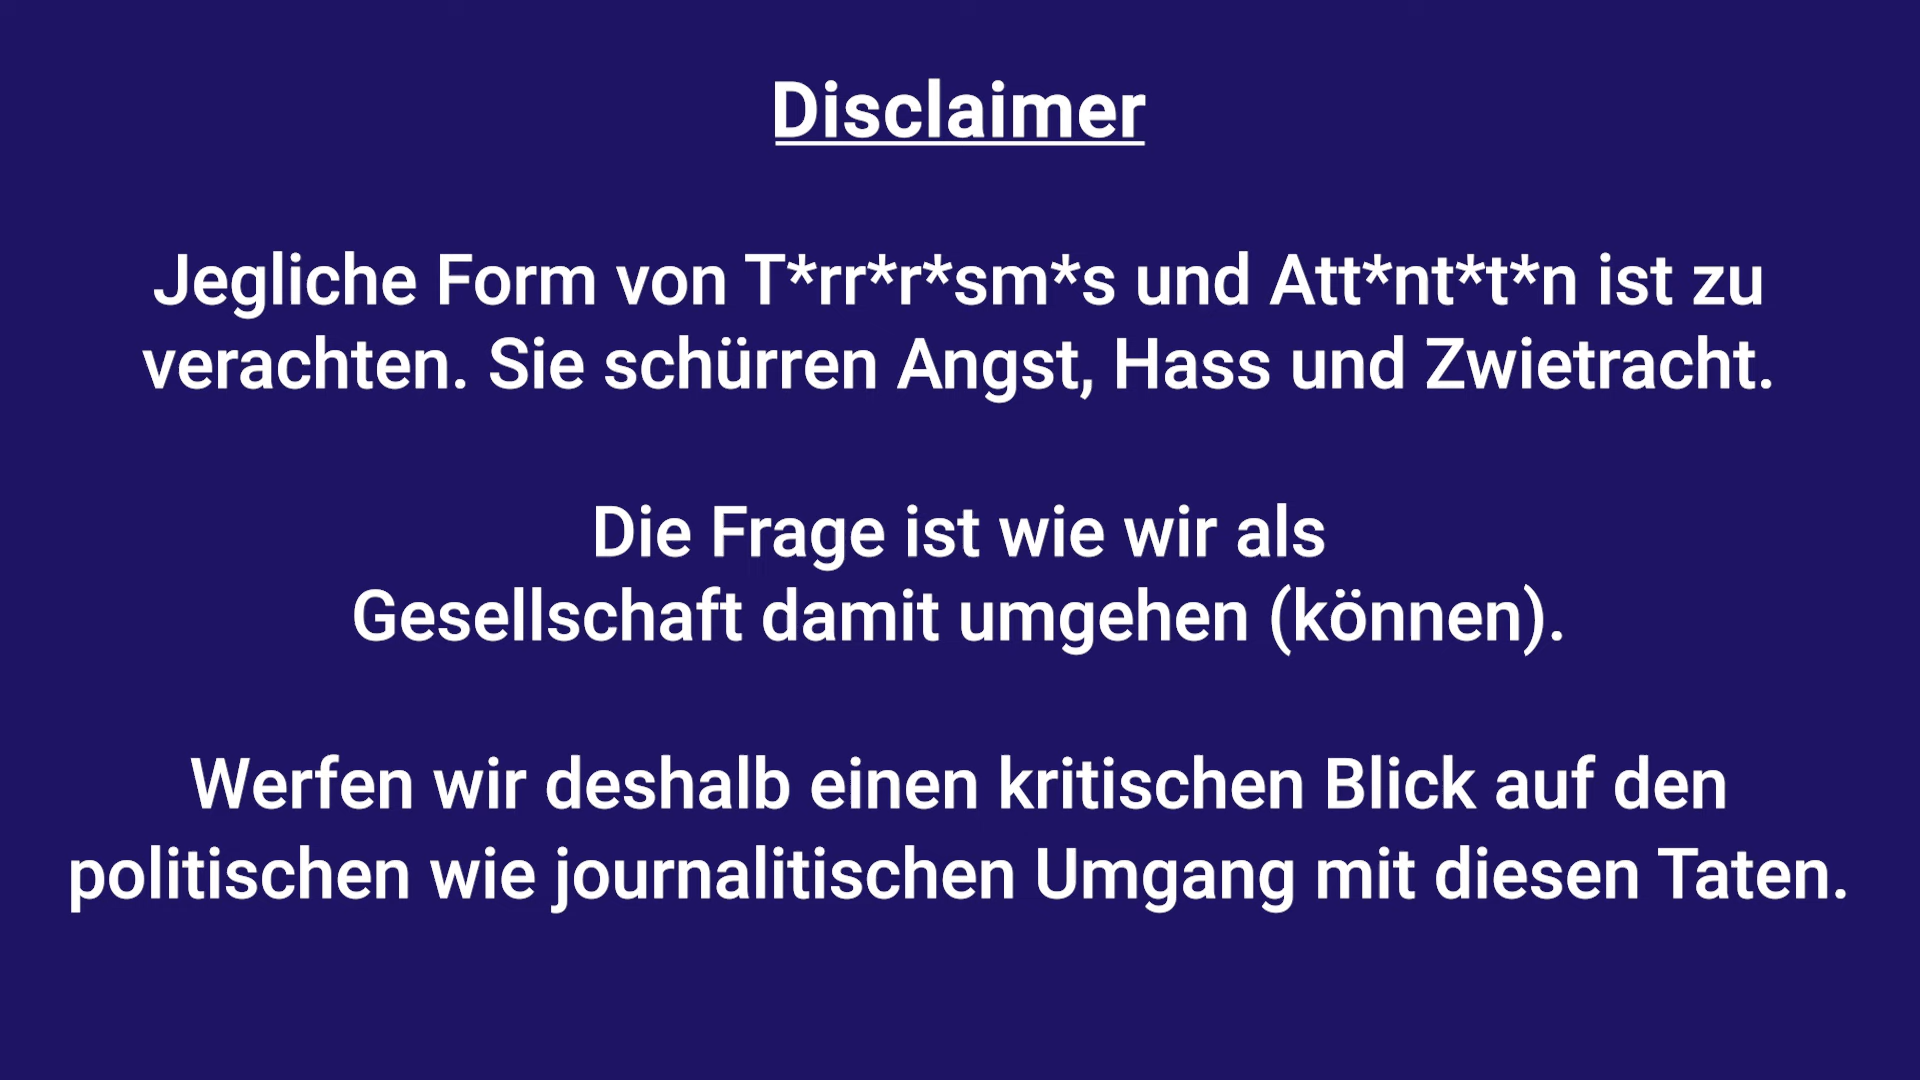 Disclaimer
Jegliche Form von T*rr*r*sm*s und Att*nt*t*n ist zu
verachten. Sie schürren Angst, Hass und Zwietracht.
Die Frage ist wie wir als
Gesellschaft damit umgehen (können).
Werfen wir deshalb einen kritischen Blick auf den
politischen wie journalitischen Umgang mit diesen Taten.